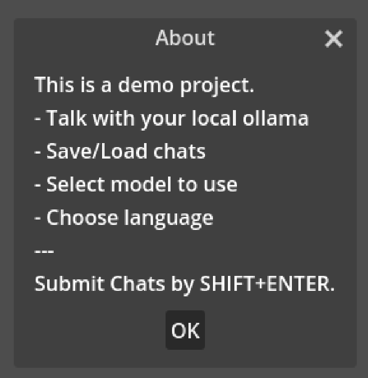 About
This is a demo project.
- Talk with your local ollama
- Save/Load chats
- Select model to use
- Choose language
---
Submit Chats by SHIFT+ENTER.
OK